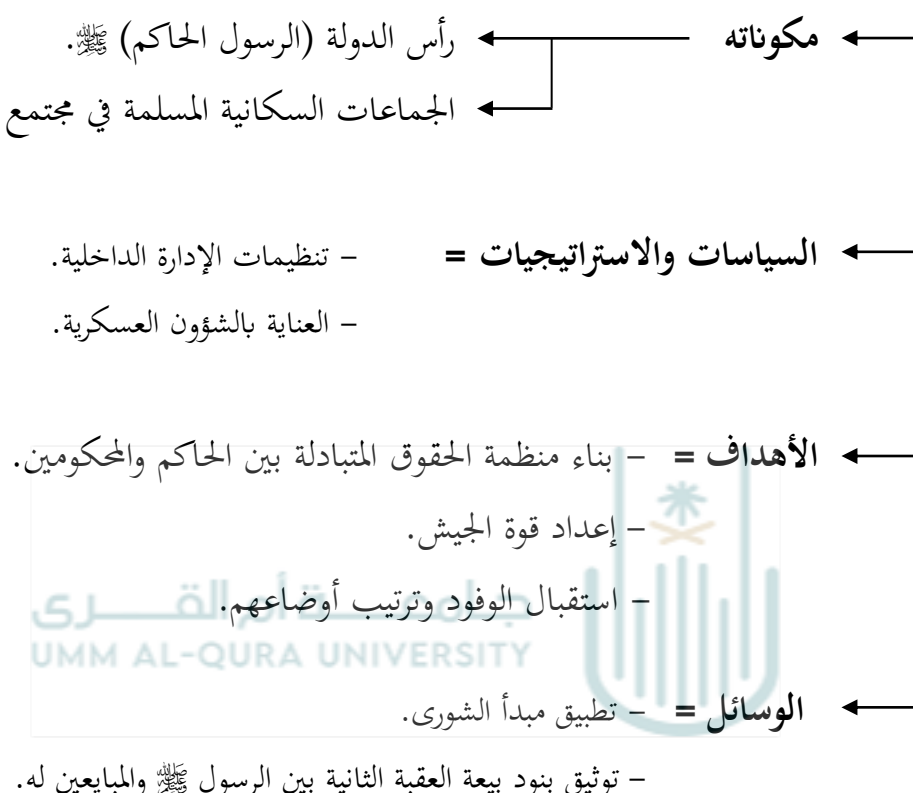 مكوناته رأس الدولة (الرسول الحاكم) ﷺ.
الجماعات السكانية المسلمة في مجتمع
السياسات والاستراتيجيات = – تنظيمات الإدارة الداخلية.
– العناية بالشؤون العسكرية.
الأهداف = – بناء منظمة الحقوق المتبادلة بين الحاكم والمحكومين.
– إعداد قوة الجيش.
– استقبال الوفود وترتيب أوضاعهم.
جامعة أم القرى
UMM AL-QURA UNIVERSITY
الوسائل = – تطبيق مبدأ الشورى.
– توثيق بنود بيعة العقبة الثانية بين الرسول ﷺ والمبايعين له.